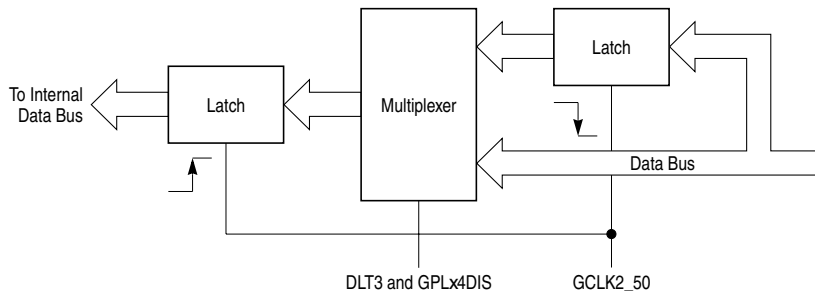 To Internal
Data Bus
Latch
Multiplexer
Latch
Data Bus
DLT3 and GPLx4DIS
GCLK2_50